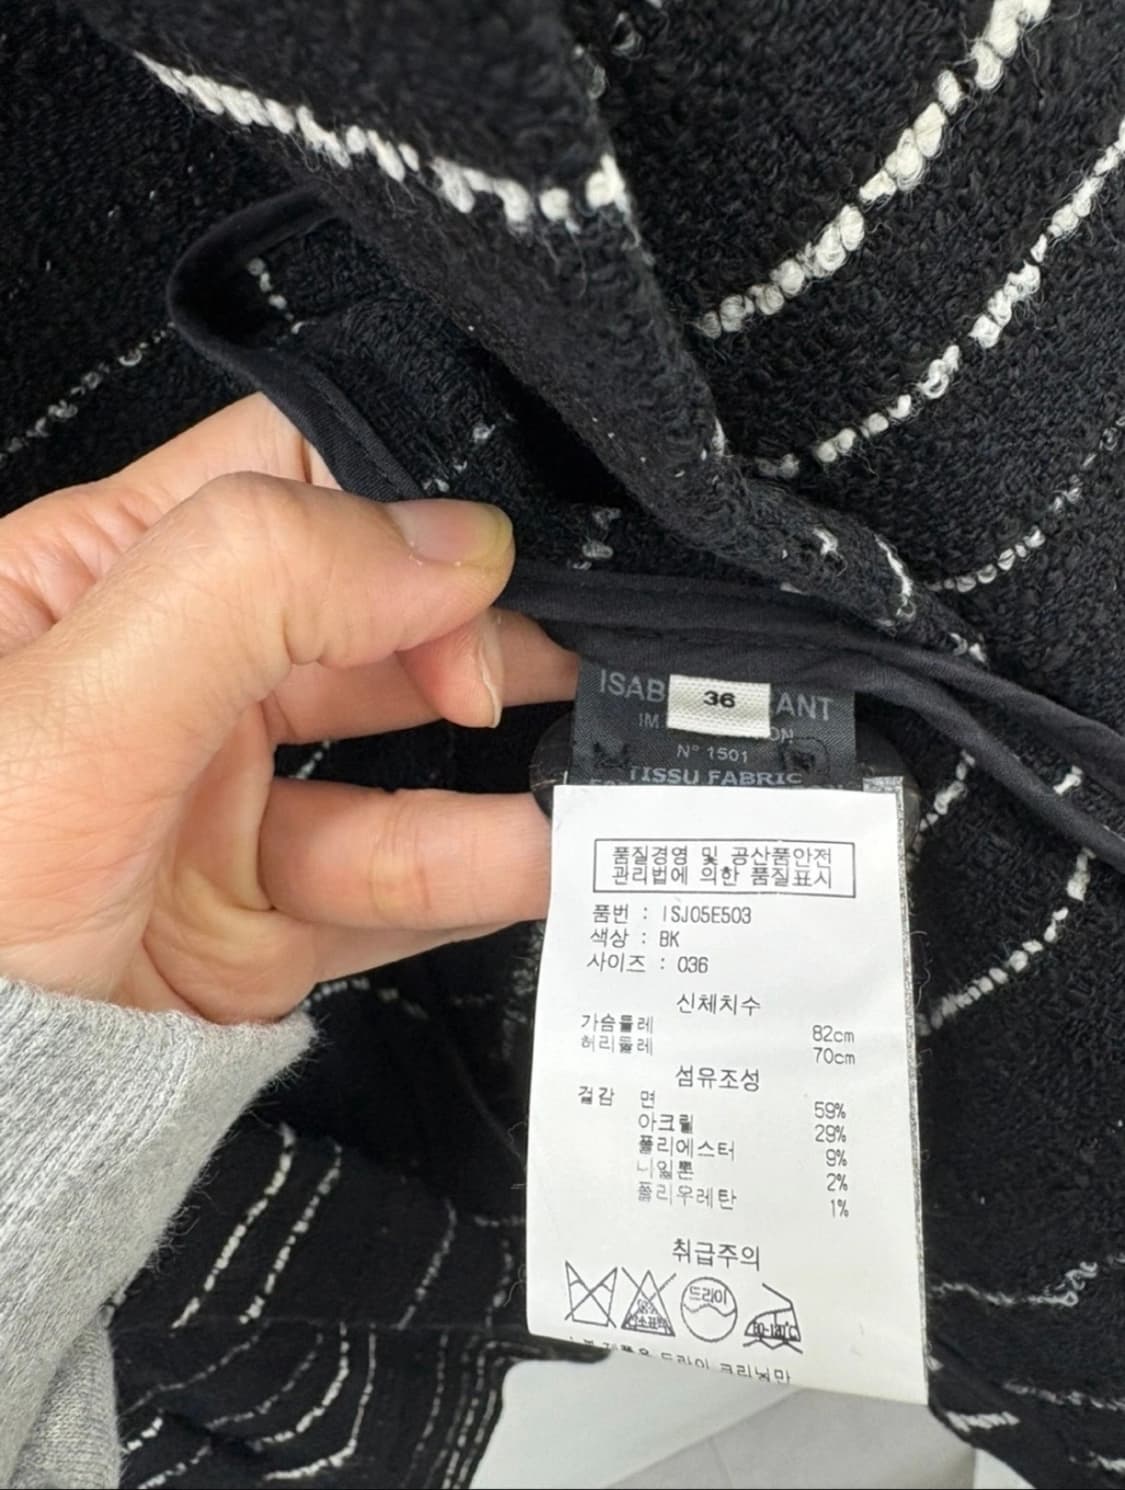 36
N° 1501
TISSU FABRIC
품질경영 및 공산품안전
관리법에 의한 품질표시
품번 : ISJ05E503
색상 : BK
사이즈 : 036
신체치수
가슴둘레 82cm
허리둘레 70cm
섬유조성
겉감 면 59%
아크릴 29%
폴리에스터 9%
나일론 2%
폴리우레탄 1%
취급주의
드라이